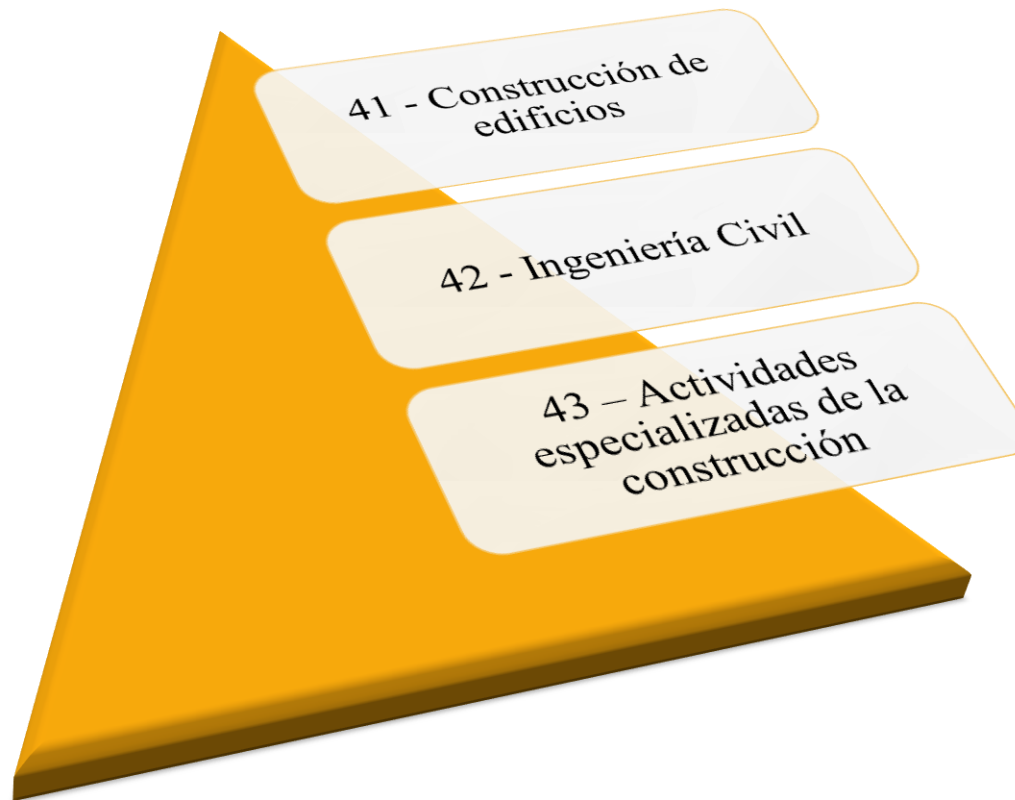 41 - Construcción de
edificios
42 - Ingeniería Civil
43 – Actividades
especializadas de la
construcción